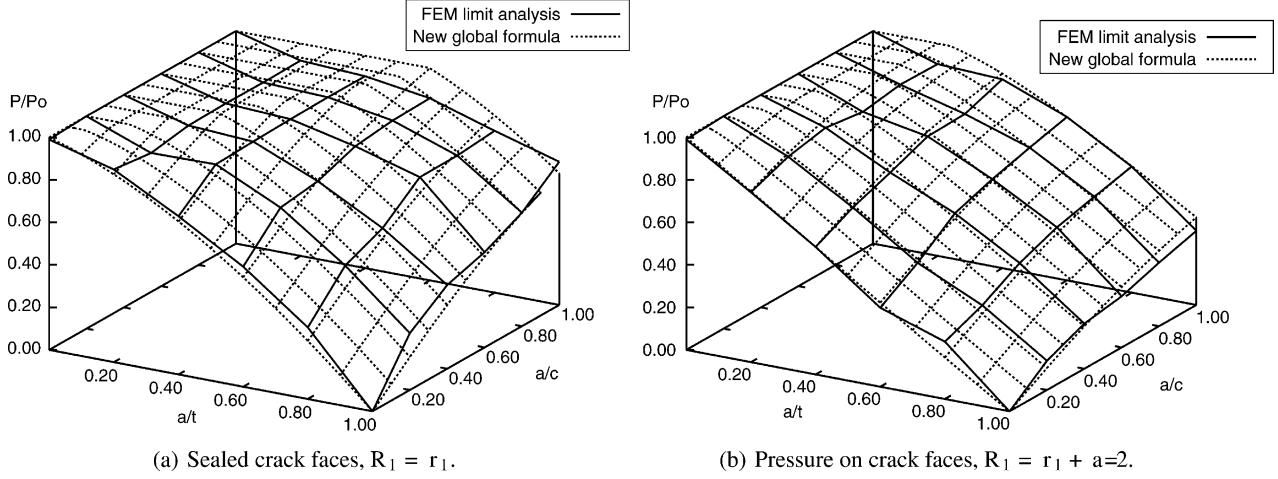 FEM limit analysis
New global formula
P/Po
1.00
0.80
0.60
0.40
0.20
0.00
0.20
0.40
0.60
0.80
1.00
a/t
0.20
0.40
0.60
0.80
1.00
a/c
(a) Sealed crack faces, R1 = r1.
FEM limit analysis
New global formula
P/Po
1.00
0.80
0.60
0.40
0.20
0.00
0.20
0.40
0.60
0.80
1.00
a/t
0.20
0.40
0.60
0.80
1.00
a/c
(b) Pressure on crack faces, R1 = r1 + a=2.